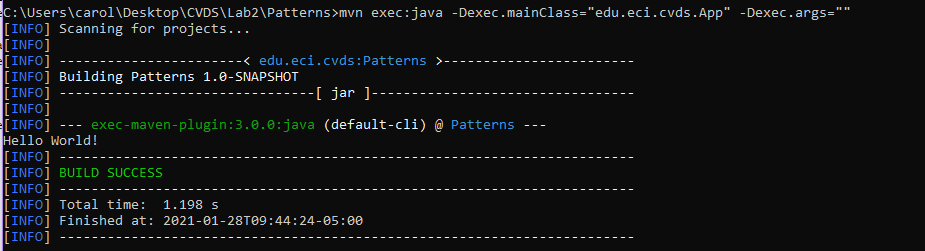 C:\Users\carol\Desktop\CVDS\Lab2\Patterns>mvn exec:java -Dexec.mainClass="edu.eci.cvds.App" -Dexec.args=""
[INFO] Scanning for projects...
[INFO]
[INFO] -----------------------< edu.eci.cvds:Patterns >------------------------
[INFO] Building Patterns 1.0-SNAPSHOT
[INFO] --------------------------------[ jar ]---------------------------------
[INFO]
[INFO] --- exec-maven-plugin:3.0.0:java (default-cli) @ Patterns ---
Hello World!
[INFO] ------------------------------------------------------------------------
[INFO] BUILD SUCCESS
[INFO] ------------------------------------------------------------------------
[INFO] Total time:  1.198 s
[INFO] Finished at: 2021-01-28T09:44:24-05:00
[INFO] ------------------------------------------------------------------------